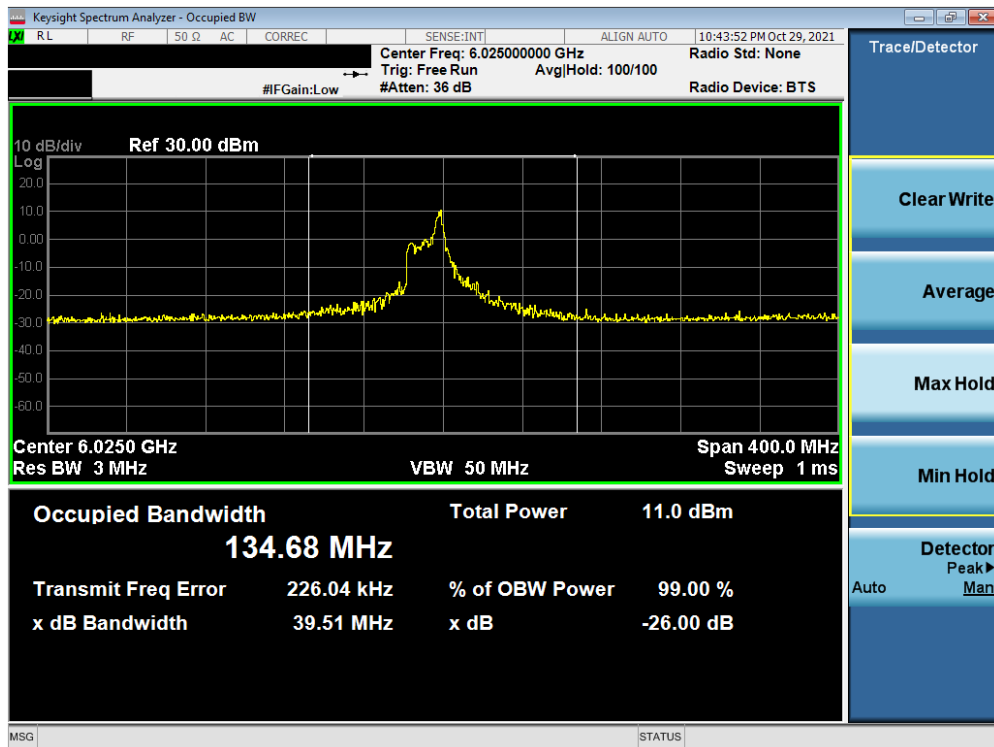 Keysight Spectrum Analyzer - Occupied BW
LXI RL RF 50 Ω AC CORREC SENSE:INT ALIGN AUTO 10:43:52 PM Oct 29, 2021
Center Freq: 6.025000000 GHz Radio Std: None
Trig: Free Run Avg|Hold: 100/100
#IFGain:Low #Atten: 36 dB Radio Device: BTS
Trace/Detector
10 dB/div Ref 30.00 dBm
Log
20.0
10.0
0.00
-10.0
-20.0
-30.0
-40.0
-50.0
-60.0
Center 6.0250 GHz Span 400.0 MHz
Res BW 3 MHz VBW 50 MHz Sweep 1 ms
Occupied Bandwidth Total Power 11.0 dBm
134.68 MHz
Transmit Freq Error 226.04 kHz % of OBW Power 99.00 %
x dB Bandwidth 39.51 MHz x dB -26.00 dB
Clear Write
Average
Max Hold
Min Hold
Detector
Peak▶
Auto Man
MSG STATUS